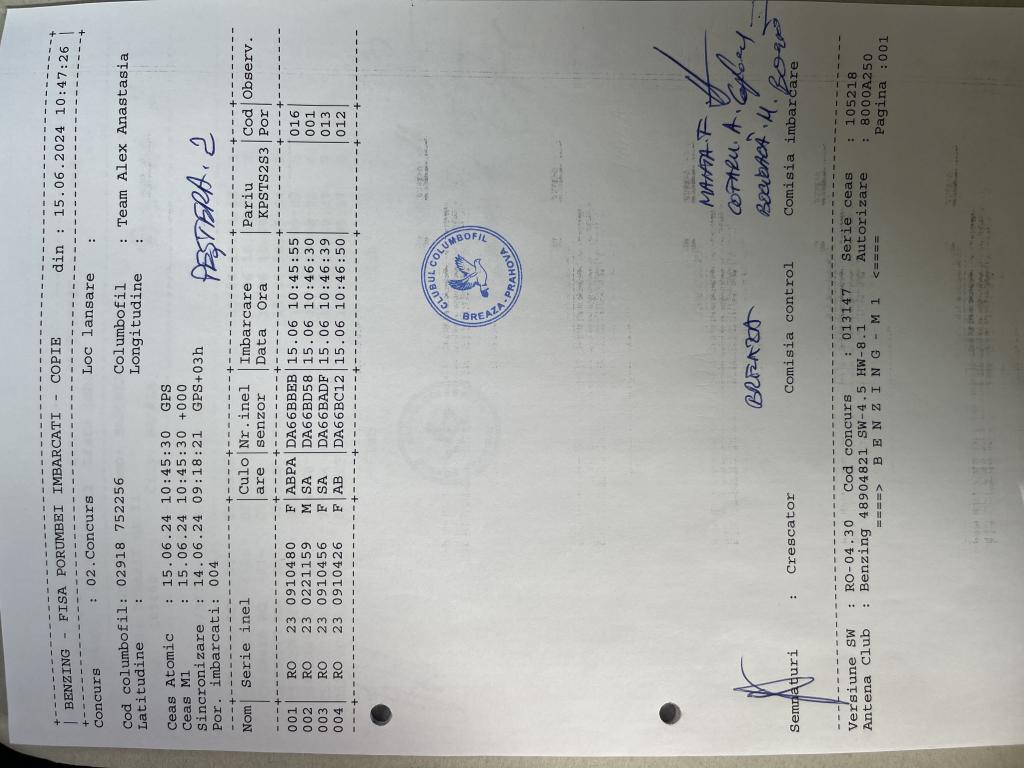 BENZING - FISA PORUMBEI IMBARCATI - COPIE din : 15.06.2024 10:47:26
Concurs : 02.Concurs Loc lansare :
Cod columbofil: 02918 752256 Columbofil : Team Alex Anastasia
Latitudine : Longitudine :
Ceas Atomic : 15.06.24 10:45:30 GPS
Ceas M1 : 15.06.24 10:45:30 +000
Sincronizare : 14.06.24 09:18:21 GPS+03h
Por. imbarcati: 004
PEȘTERA. 2
Nom| Serie inel |Culo|Nr.inel |Imbarcare |Pariu |Cod|Observ.
|are |senzor |Data Ora |KPSTS2S3|Por|
001| RO 23 0910480 F|ABPA|DA66BBEB|15.06 10:45:55| |016|
002| RO 23 0221159 M|SA |DA66BD58|15.06 10:46:30| |001|
003| RO 23 0910456 F|SA |DA66BADF|15.06 10:46:39| |013|
004| RO 23 0910426 F|AB |DA66BC12|15.06 10:46:50| |012|
CLUBUL COLUMBOFIL
BREAZA-PRAHOVA
BREAZA
Semnaturi : Crescator Comisia control Comisia imbarcare
Versiune SW : RO-04.30 Cod concurs : 013147 Serie ceas : 105218
Antena Club : Benzing 48904821 SW-4.5 HW-8.1 Autorizare : 8000A250
====> B E N Z I N G - M 1 <==== Pagina :001